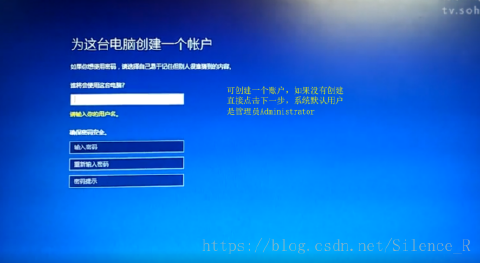 tv.soh
为这台电脑创建一个帐户
如果你想使用密码，请选择自己易于记住但别人很难猜到的内容。
谁将会使用这台电脑?
请输入你的用户名。
确保密码安全。
输入密码
重新输入密码
密码提示
可创建一个账户，如果没有创建
直接点击下一步，系统默认用户
是管理员Administrator
https://blog.csdn.net/Silence_R